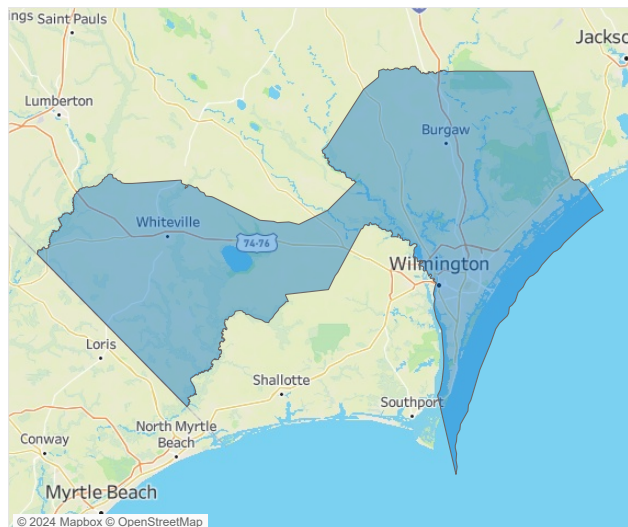 ngs
Saint Pauls
Jackso
Lumberton
Burgaw
Whiteville
74-76
Wilmington
Loris
Shallotte
Southport
North Myrtle
Beach
Conway
Myrtle Beach
© 2024 Mapbox © OpenStreetMap